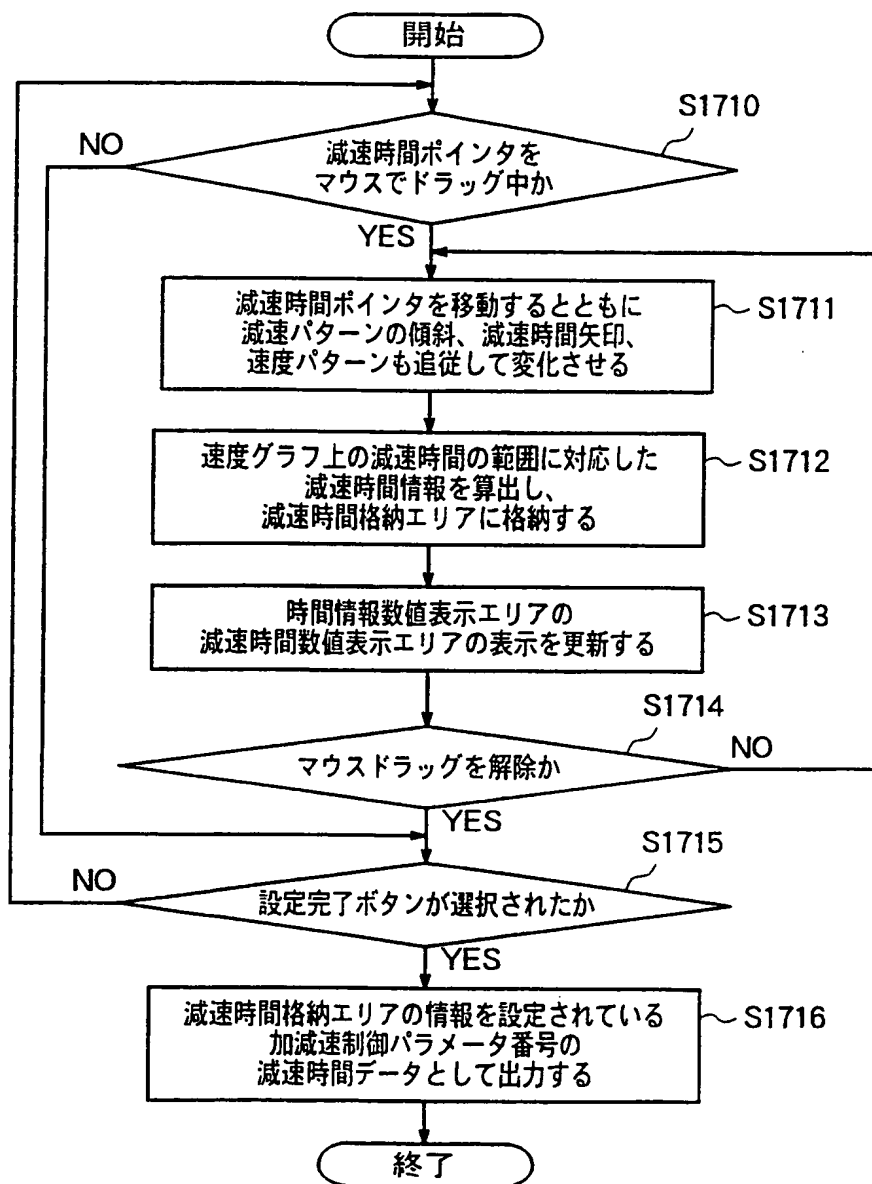 開始
S1710
NO
減速時間ポインタを
マウスでドラッグ中か
YES
減速時間ポインタを移動するとともに
減速パターンの傾斜、減速時間矢印、
速度パターンも追従して変化させる
S1711
速度グラフ上の減速時間の範囲に対応した
減速時間情報を算出し、
減速時間格納エリアに格納する
S1712
時間情報数値表示エリアの
減速時間数値表示エリアの表示を更新する
S1713
S1714
マウスドラッグを解除か
NO
YES
S1715
NO
設定完了ボタンが選択されたか
YES
減速時間格納エリアの情報を設定されている
加減速制御パラメータ番号の
減速時間データとして出力する
S1716
終了